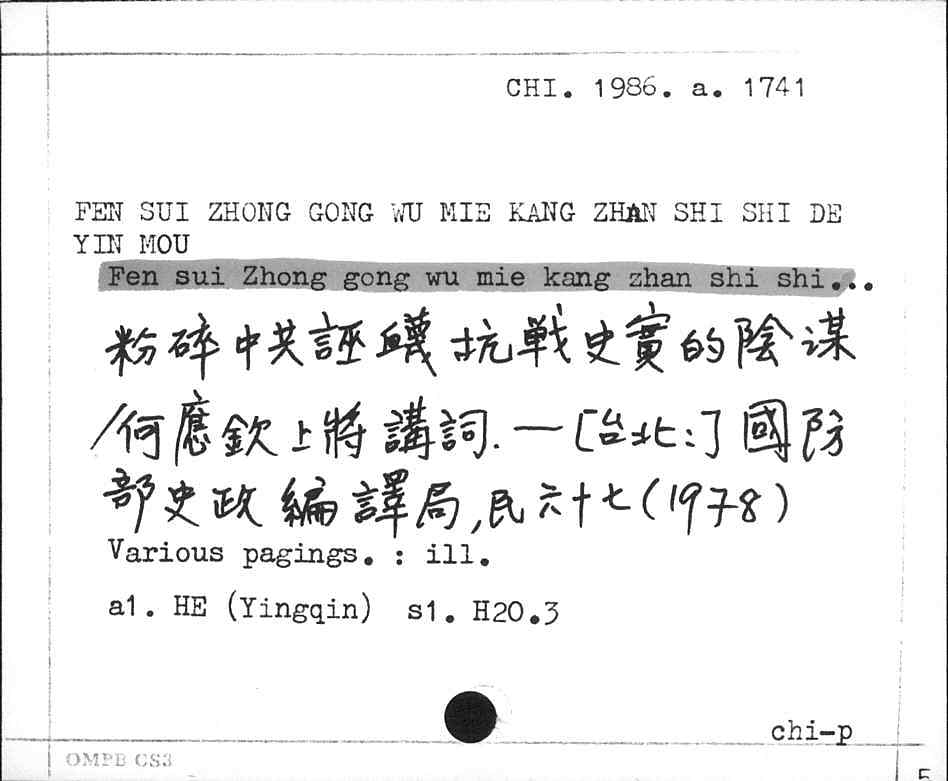 CHI. 1986. a. 1741
FEN SUI ZHONG GONG WU MIE KANG ZHAN SHI SHI DE
YIN MOU
Fen sui Zhong gong wu mie kang zhan shi shi...
粉碎中共誣衊抗戰史實的陰謀
/何應欽上將講詞.—[台北:]國防
部史政編譯局,民六十七(1978)
Various pagings. : ill.
a1. HE (Yingqin) s1. H20.3
chi-p
OMPB CS3